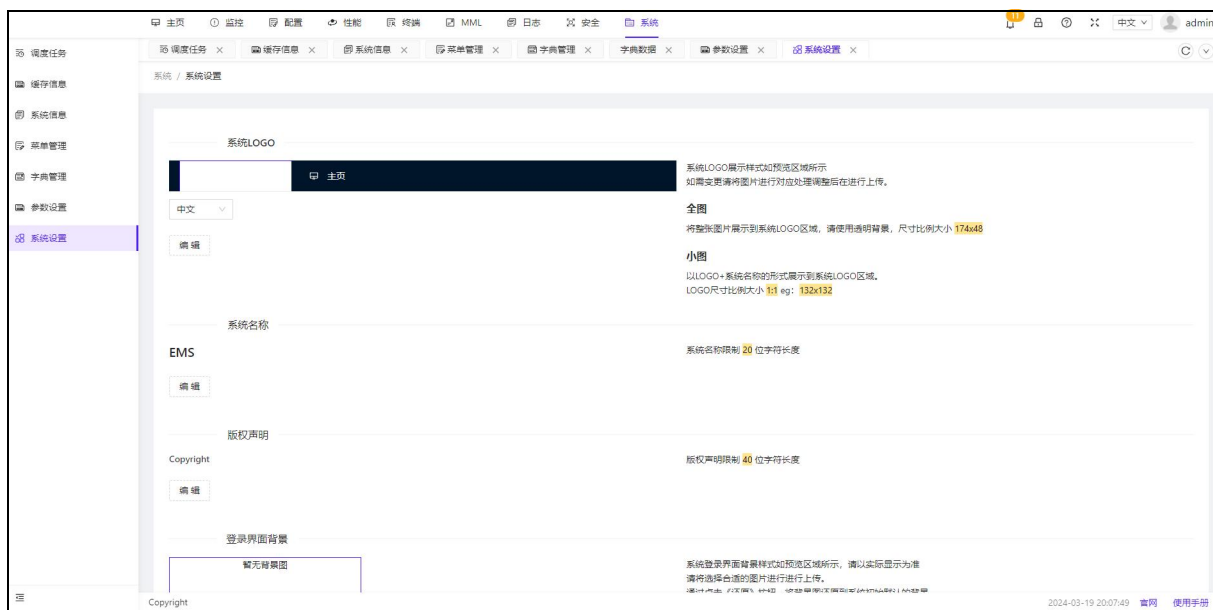 主页 监控 配置 性能 终端 MML 日志 安全 系统 11 中文 admin
调度任务 缓存信息 系统信息 菜单管理 字典管理 字典数据 参数设置 系统设置
调度任务
缓存信息
系统信息
菜单管理
字典管理
参数设置
系统设置
系统 / 系统设置
系统LOGO
主页
中文
编辑
系统LOGO展示样式如预览区域所示
如需变更请将图片进行对应处理调整后在进行上传。
全图
将整张图片展示到系统LOGO区域，请使用透明背景，尺寸比例大小 174x48
小图
以LOGO+系统名称的形式展示到系统LOGO区域。
LOGO尺寸比例大小 1:1 eg：132x132
系统名称
EMS
系统名称限制 20 位字符长度
编辑
版权声明
Copyright
版权声明限制 40 位字符长度
编辑
登录界面背景
暂无背景图
系统登录界面背景样式如预览区域所示，请以实际显示为准
请将选择合适的图片进行进行上传。
Copyright
2024-03-19 20:07:49 官网 使用手册